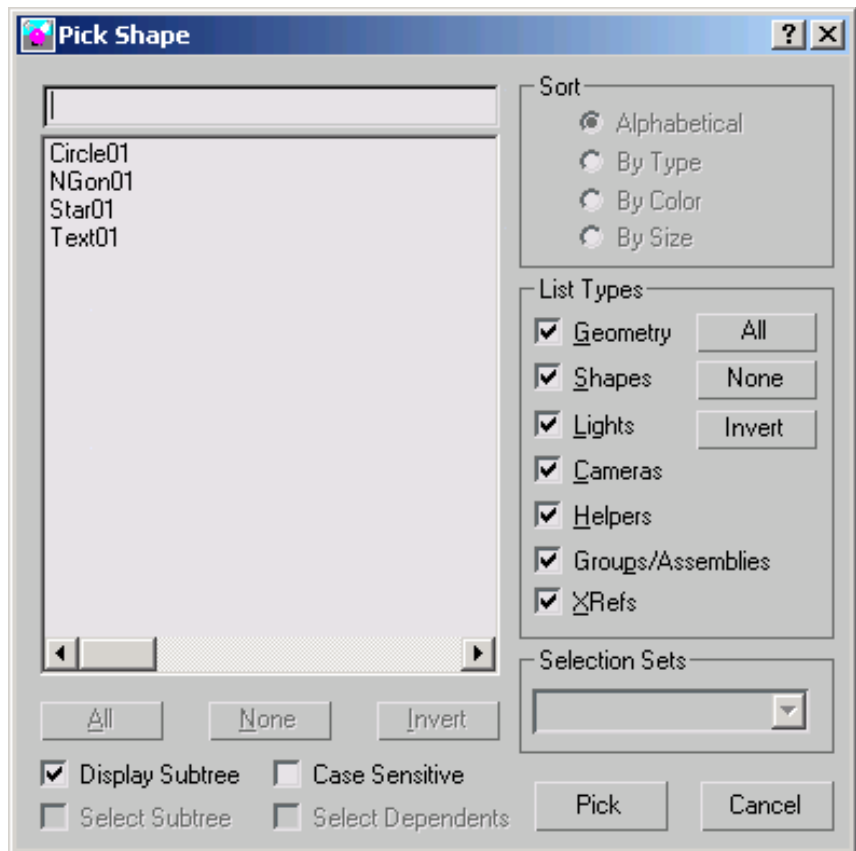 Pick Shape
Circle01
NGon01
Star01
Text01
All
None
Invert
Display Subtree
Case Sensitive
Select Subtree
Select Dependents
Sort
Alphabetical
By Type
By Color
By Size
List Types
Geometry
All
Shapes
None
Lights
Invert
Cameras
Helpers
Groups/Assemblies
XRefs
Selection Sets
Pick
Cancel